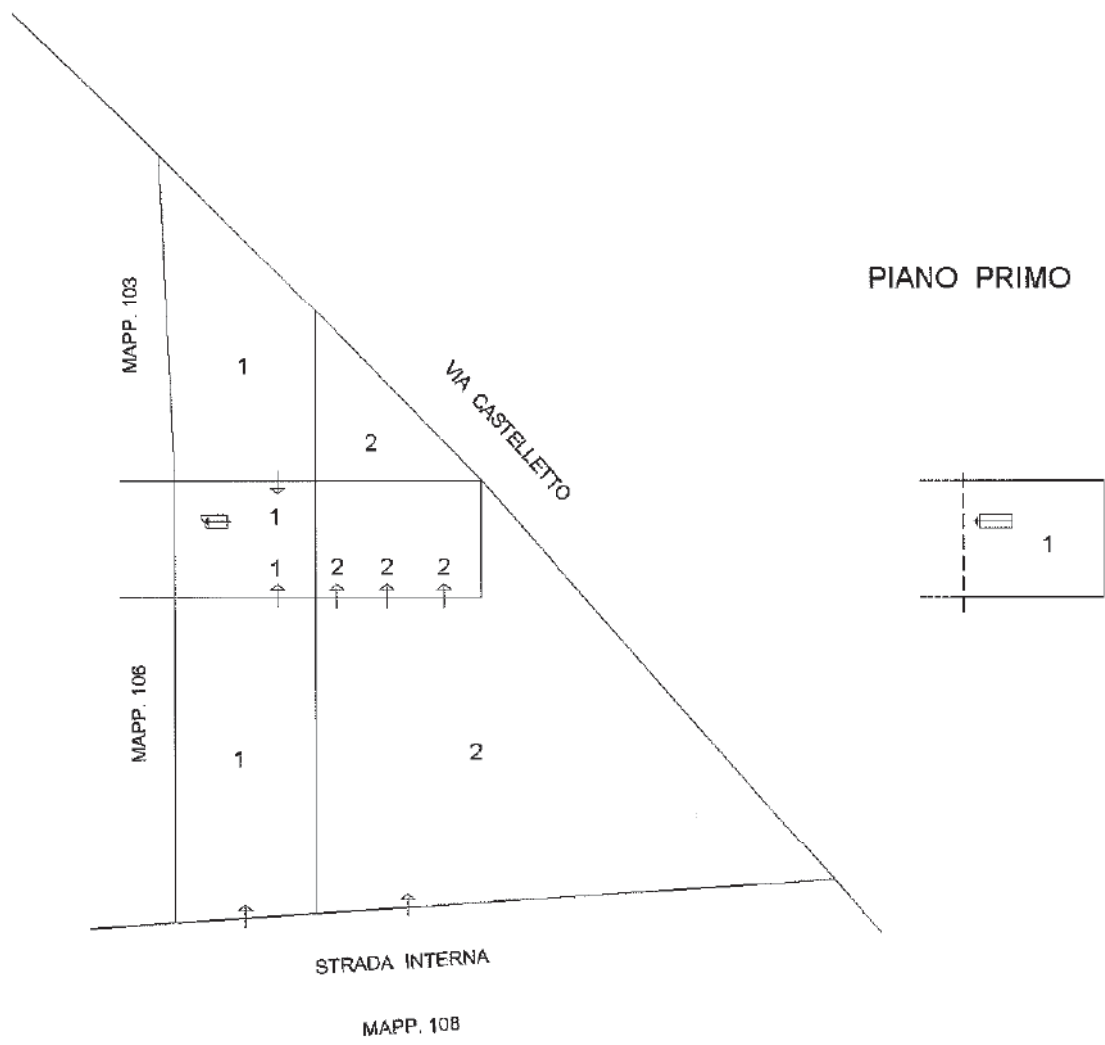 PIANO PRIMO
MAPP. 103
1
VIA CASTELLETTO
2
1
1
1 2 2 2
MAPP. 106
1
2
STRADA INTERNA
MAPP. 108